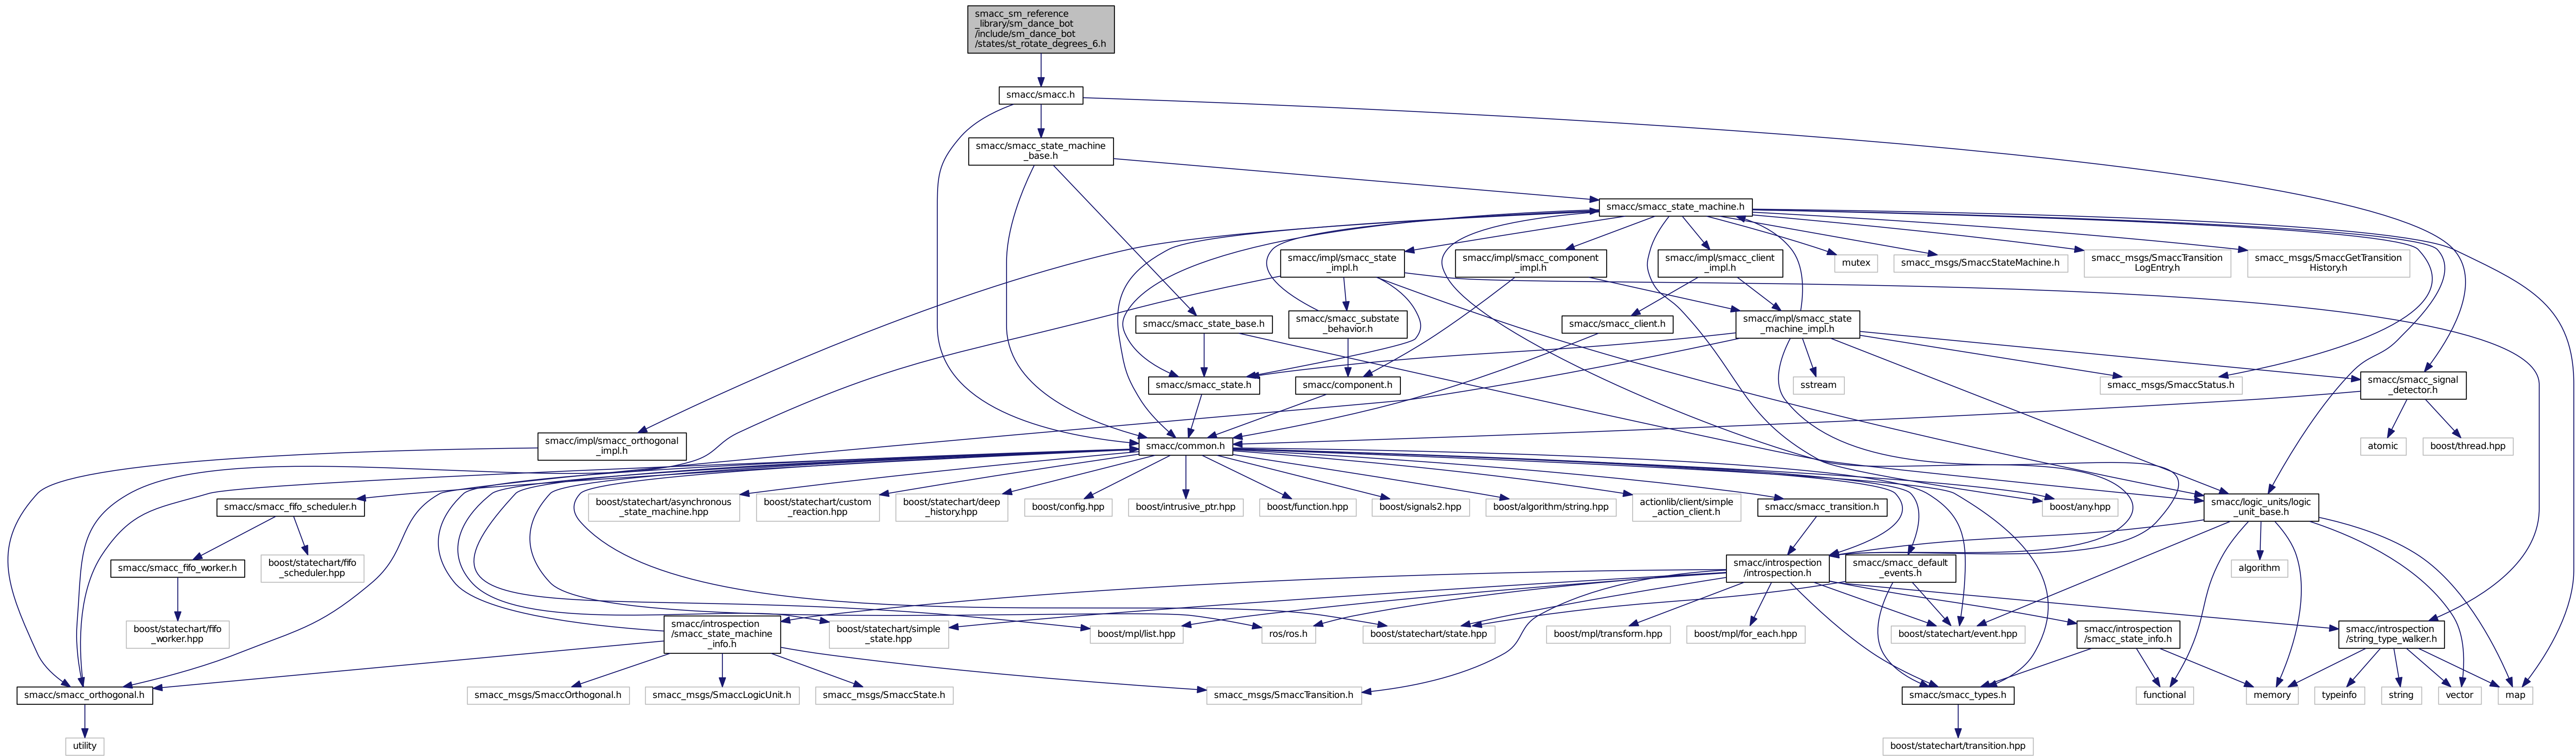 smacc_sm_reference
_library/sm_dance_bot
/include/sm_dance_bot
/states/st_rotate_degrees_6.h
smacc/smacc.h
smacc/smacc_state_machine
_base.h
smacc/smacc_state_machine.h
smacc/impl/smacc_state
_impl.h
smacc/impl/smacc_component
_impl.h
smacc/impl/smacc_client
_impl.h
mutex
smacc_msgs/SmaccStateMachine.h
smacc_msgs/SmaccTransition
LogEntry.h
smacc_msgs/SmaccGetTransition
History.h
smacc/smacc_state_base.h
smacc/smacc_substate
_behavior.h
smacc/smacc_client.h
smacc/impl/smacc_state
_machine_impl.h
smacc/smacc_state.h
smacc/component.h
sstream
smacc_msgs/SmaccStatus.h
smacc/smacc_signal
_detector.h
smacc/impl/smacc_orthogonal
_impl.h
smacc/common.h
atomic
boost/thread.hpp
smacc/smacc_fifo_scheduler.h
boost/statechart/asynchronous
_state_machine.hpp
boost/statechart/custom
_reaction.hpp
boost/statechart/deep
_history.hpp
boost/config.hpp
boost/intrusive_ptr.hpp
boost/function.hpp
boost/signals2.hpp
boost/algorithm/string.hpp
actionlib/client/simple
_action_client.h
smacc/smacc_transition.h
boost/any.hpp
smacc/logic_units/logic
_unit_base.h
smacc/smacc_fifo_worker.h
boost/statechart/fifo
_scheduler.hpp
smacc/introspection
/introspection.h
smacc/smacc_default
_events.h
algorithm
boost/statechart/fifo
_worker.hpp
smacc/introspection
/smacc_state_machine
_info.h
boost/statechart/simple
_state.hpp
boost/mpl/list.hpp
ros/ros.h
boost/statechart/state.hpp
boost/mpl/transform.hpp
boost/mpl/for_each.hpp
boost/statechart/event.hpp
smacc/introspection
/smacc_state_info.h
smacc/introspection
/string_type_walker.h
smacc/smacc_orthogonal.h
smacc_msgs/SmaccOrthogonal.h
smacc_msgs/SmaccLogicUnit.h
smacc_msgs/SmaccState.h
smacc_msgs/SmaccTransition.h
smacc/smacc_types.h
functional
memory
typeinfo
string
vector
map
utility
boost/statechart/transition.hpp